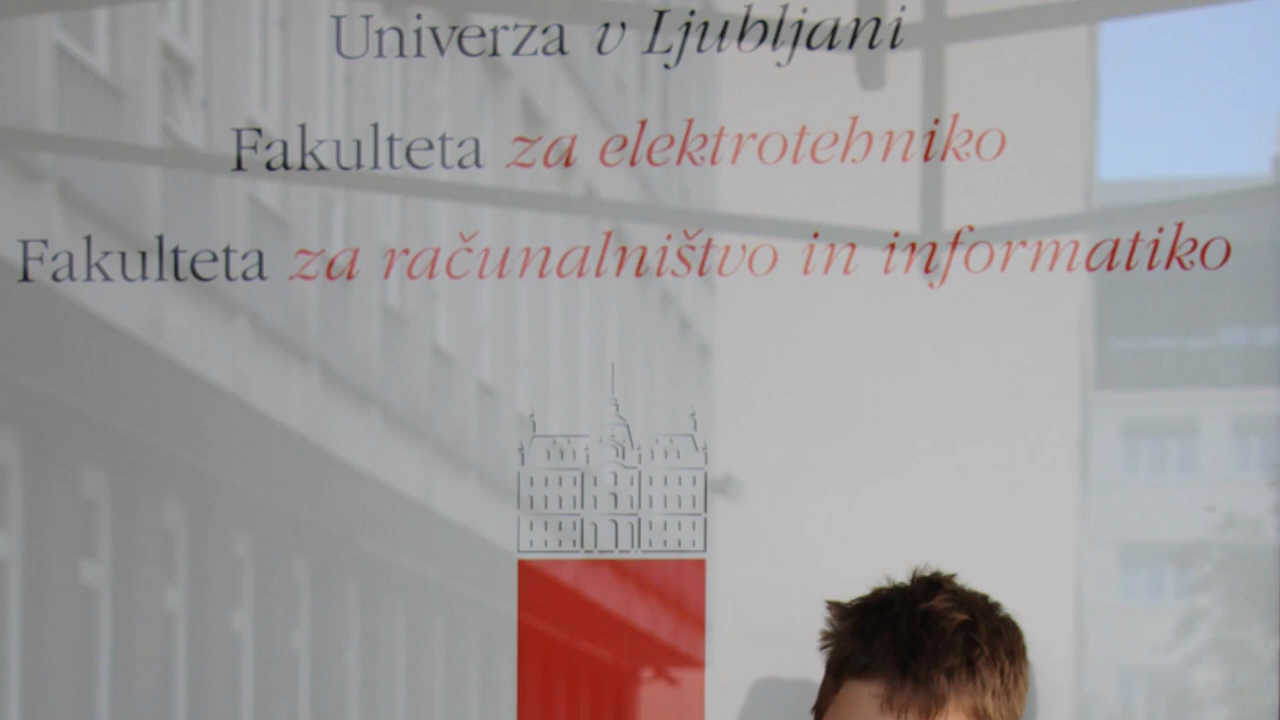 Univerza v Ljubljani
Fakulteta za elektrotehniko
Fakulteta za računalništvo in informatiko